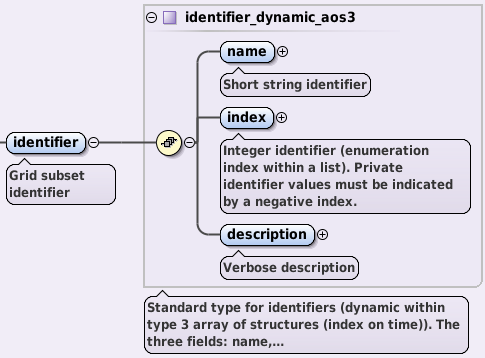 identifier_dynamic_aos3
name
Short string identifier
index
Integer identifier (enumeration
index within a list). Private
identifier values must be indicated
by a negative index.
identifier
Grid subset
identifier
description
Verbose description
Standard type for identifiers (dynamic within
type 3 array of structures (index on time)). The
three fields: name,...